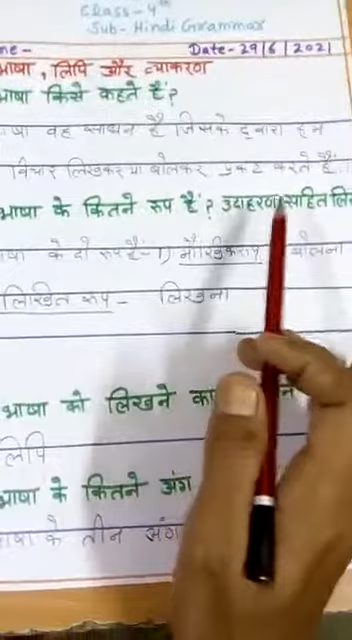 Class - 4th
Sub - Hindi Grammar
Date - 29/6/2021
भाषा , लिपि और व्याकरण
भाषा किसे कहते हैं ?
वह साधन है जिसके द्वारा हम
विचार लिखकर या बोलकर प्रकट करते हैं
भाषा के कितने रूप हैं ? उदाहरण सहित
के दो रूप हैं - 1) मौखिक रूप बोलना
लिखित रूप - लिखना
भाषा को लिखने का
लिपि
भाषा के कितने अंग
के तीन अंग